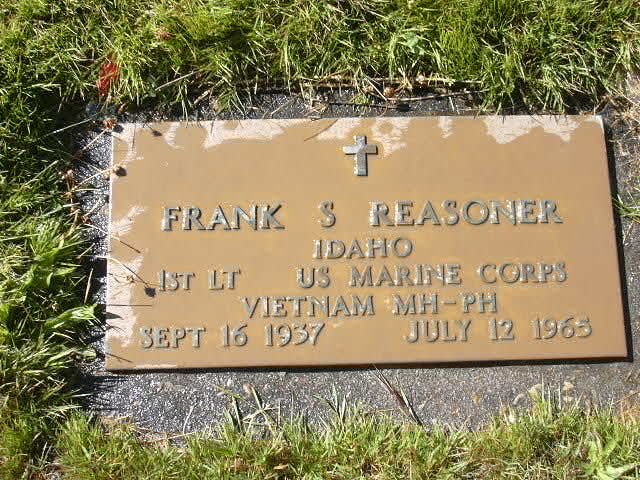 FRANK S REASONER
IDAHO
1ST LT US MARINE CORPS
VIETNAM MH-PH
SEPT 16 1937 JULY 12 1965